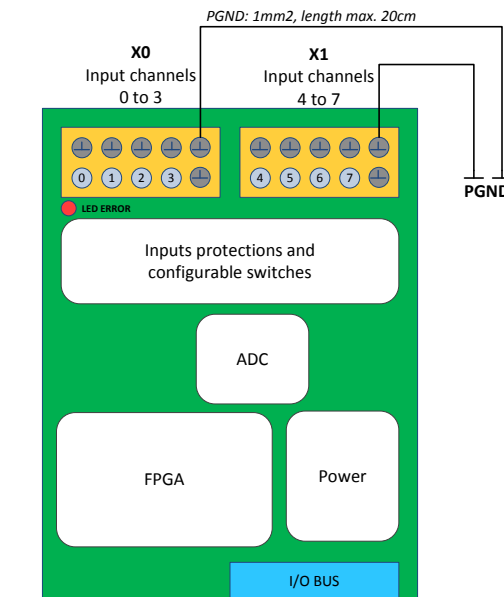 PGND: 1mm2, length max. 20cm
X0
Input channels
0 to 3
X1
Input channels
4 to 7
0 1 2 3
4 5 6 7
PGND
LED ERROR
Inputs protections and
configurable switches
ADC
FPGA
Power
I/O BUS